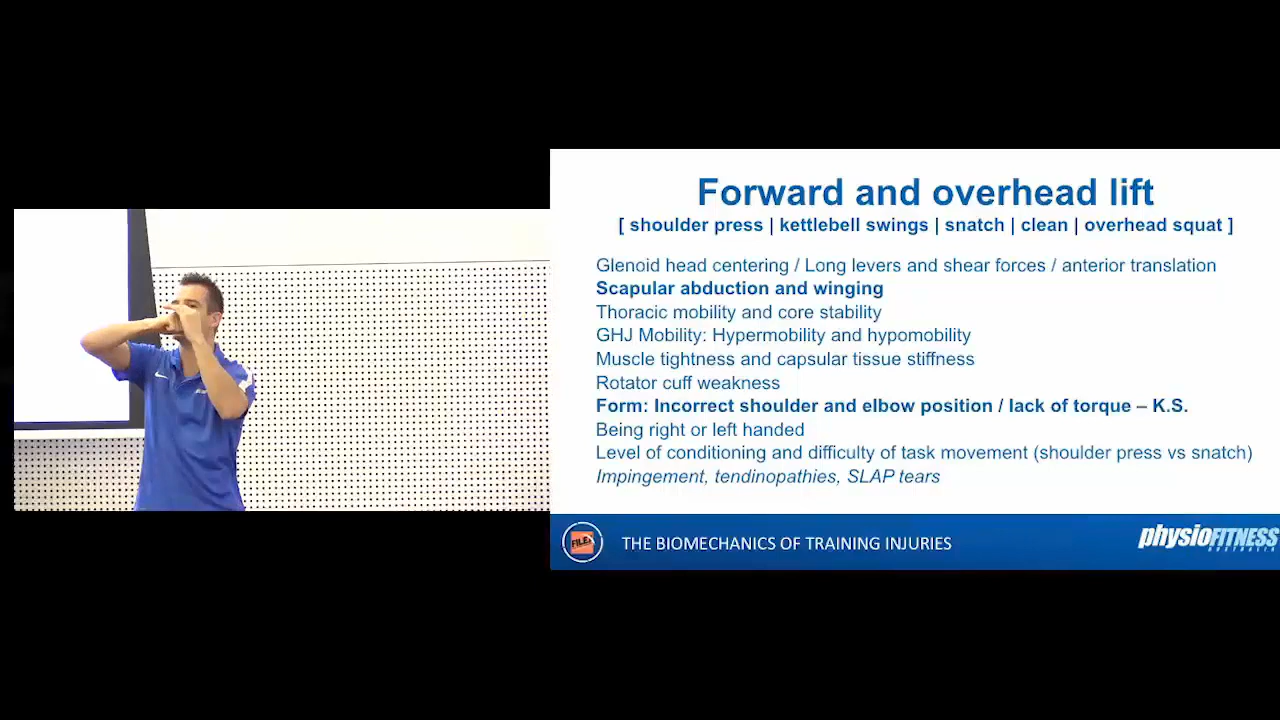 Forward and overhead lift
[ shoulder press | kettlebell swings | snatch | clean | overhead squat ]
Glenoid head centering / Long levers and shear forces / anterior translation
Scapular abduction and winging
Thoracic mobility and core stability
GHJ Mobility: Hypermobility and hypomobility
Muscle tightness and capsular tissue stiffness
Rotator cuff weakness
Form: Incorrect shoulder and elbow position / lack of torque – K.S.
Being right or left handed
Level of conditioning and difficulty of task movement (shoulder press vs snatch)
Impingement, tendinopathies, SLAP tears
FILEX
THE BIOMECHANICS OF TRAINING INJURIES
physioFITNESS
AUSTRALIA